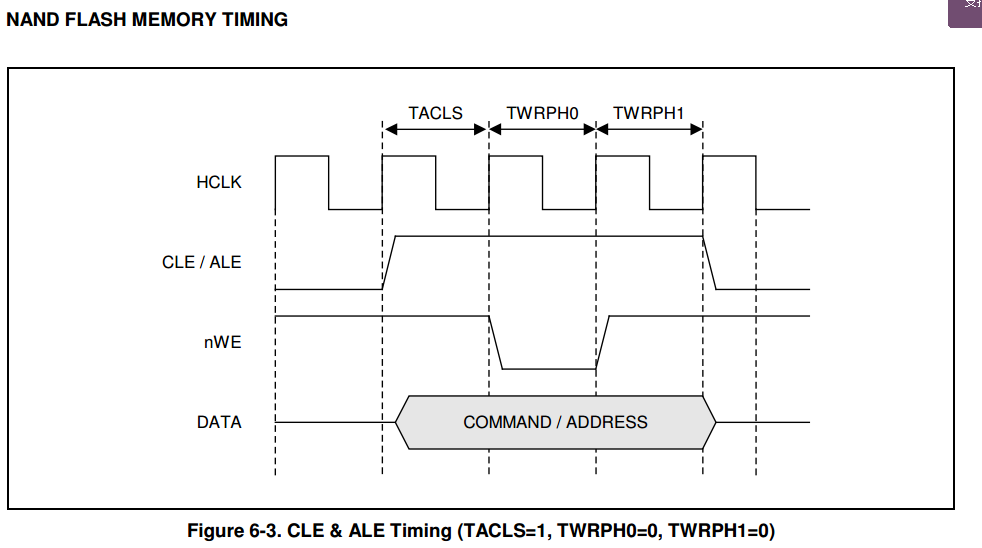 NAND FLASH MEMORY TIMING
TACLS TWRPH0 TWRPH1
HCLK
CLE / ALE
nWE
DATA COMMAND / ADDRESS
Figure 6-3. CLE & ALE Timing (TACLS=1, TWRPH0=0, TWRPH1=0)